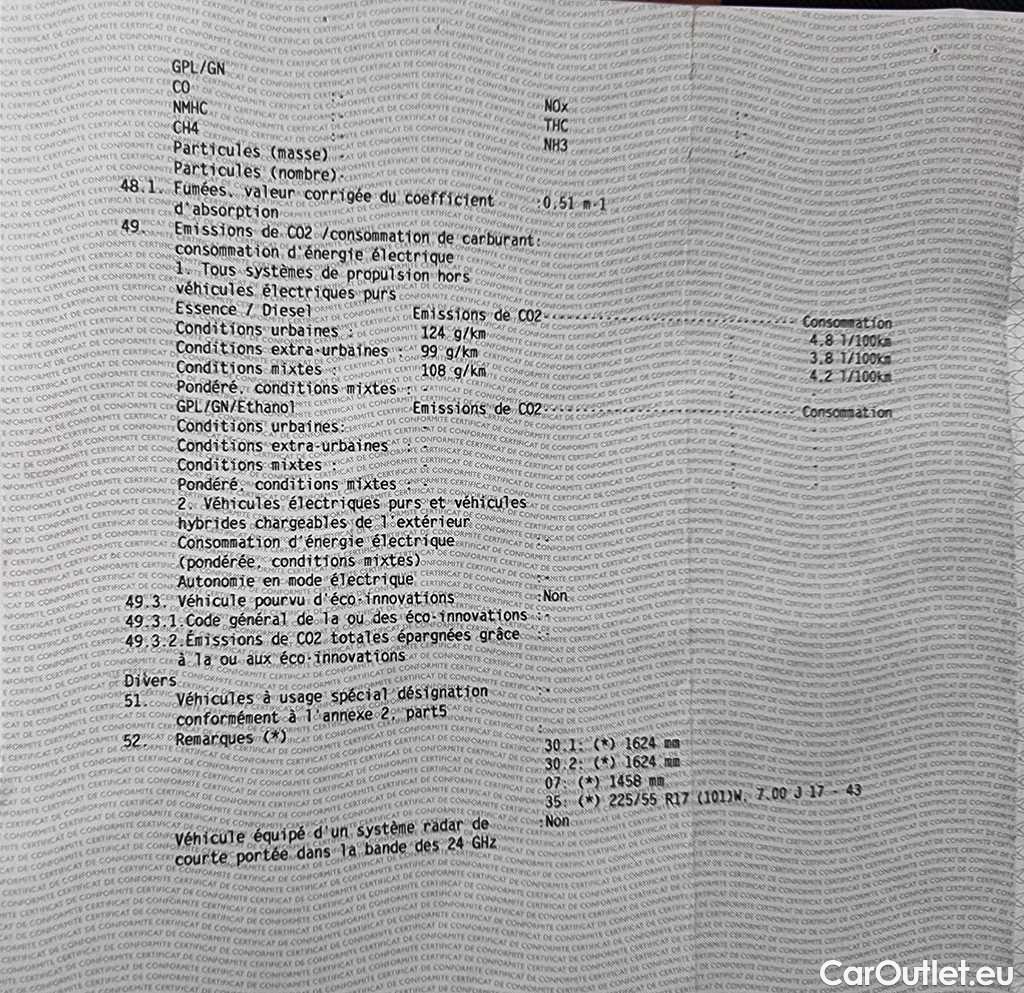 GPL/GN
CO :- NOx :-
NMHC :- THC :-
CH4 :- NH3 :-
Particules (masse) -
Particules (nombre)-
48.1. Fumées, valeur corrigée du coefficient :0,51 m-1
d'absorption
49. Emissions de CO2 /consommation de carburant:
consommation d'énergie électrique
1. Tous systèmes de propulsion hors
véhicules électriques purs
Essence / Diesel Emissions de CO2-------------------------------- Consommation
Conditions urbaines : 124 g/km : 4,8 l/100km
Conditions extra-urbaines : 99 g/km : 3,8 l/100km
Conditions mixtes : 108 g/km : 4,2 l/100km
Pondéré, conditions mixtes : - : -
GPL/GN/Ethanol Emissions de CO2-------------------------------- Consommation
Conditions urbaines: - : -
Conditions extra-urbaines : - : -
Conditions mixtes : - : -
Pondéré, conditions mixtes : - : -
2. Véhicules électriques purs et véhicules
hybrides chargeables de l'extérieur
Consommation d'énergie électrique :-
(pondérée, conditions mixtes)
Autonomie en mode électrique :-
49.3. Véhicule pourvu d'éco-innovations :Non
49.3.1.Code général de la ou des éco-innovations :-
49.3.2.Émissions de CO2 totales épargnées grâce :-
à la ou aux éco-innovations
Divers
51. Véhicules à usage spécial désignation :-
conformément à l'annexe 2, part5
52. Remarques (*) :
30.1: (*) 1624 mm
30.2: (*) 1624 mm
07: (*) 1458 mm
35: (*) 225/55 R17 (101)W, 7.00 J 17 - 43
Véhicule équipé d'un système radar de :Non
courte portée dans la bande des 24 GHz
CarOutlet.eu